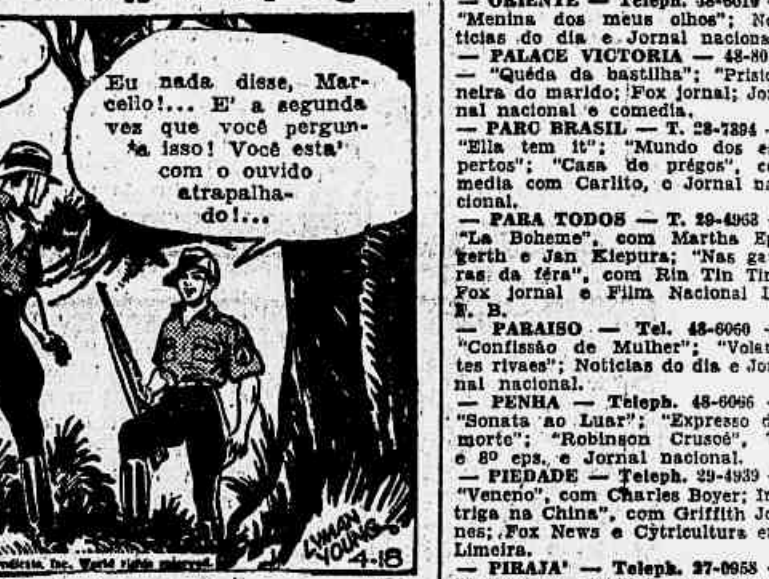 Eu nada disse, Mar-
cello!... E' a segunda
vez que você pergun-
ta isso! Você esta'
com o ouvido
atrapalha-
do!...
LYMAN
YOUNG
4-18
Inc. World rights reserved.
— ORIENTE — Teleph.
"Menina dos meus olhos"; No
ticias do dia e Jornal naciona
— PALACE VICTORIA — 48-80
— "Quéda da bastilha"; "Prisio
neira do marido; Fox jornal; Jor
nal nacional e comedia.
— PARC BRASIL — T. 28-7394 —
"Ella tem it"; "Mundo dos es
pertos"; "Casa de prégos", co
media com Carlito, e Jornal na
cional.
— PARA TODOS — T. 29-4963 —
"La Boheme", com Martha Eg
gerth e Jan Kiepura; "Nas gar
ras da féra", com Rin Tin Tin
Fox jornal e Film Nacional D
F. B.
— PARAISO — Tel. 48-6060 —
"Confissão de Mulher"; "Volan
tes rivaes"; Noticias do dia e Jor
nal nacional.
— PENHA — Teleph. 48-6066 —
"Sonata ao Luar"; "Expresso d
morte"; "Robinson Crusoé",
e 8º eps. e Jornal nacional.
— PIEDADE — Teleph. 29-4939 —
"Veneno", com Charles Boyer; In
triga na China", com Griffith Jo
nes; Fox News e Cytricultura em
Limeira.
— PIRAJA' — Teleph. 27-0958 —